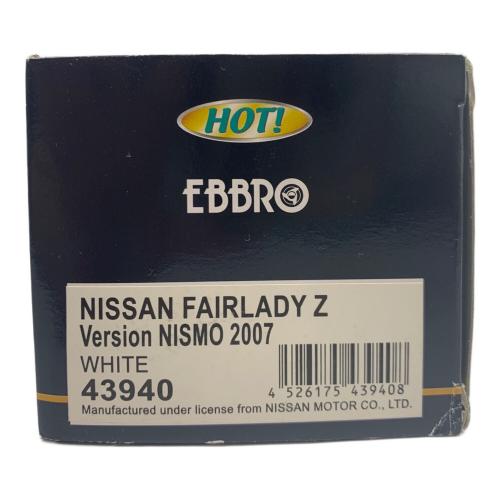 HOT!
EBBRO
NISSAN FAIRLADY Z
Version NISMO 2007
WHITE
43940
4 526175 439408
Manufactured under license from NISSAN MOTOR CO., LTD.